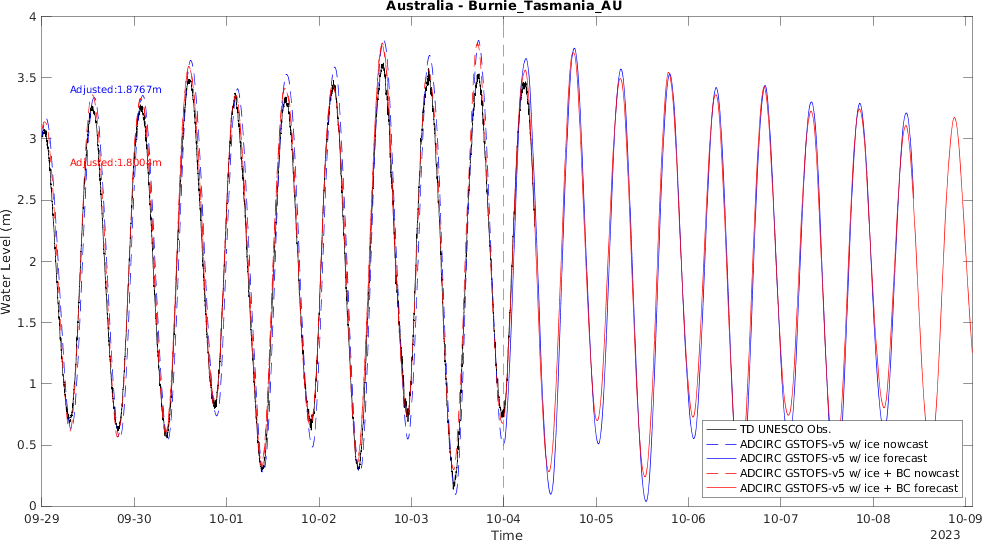 Australia - Burnie_Tasmania_AU
4
3.5
3
2.5
2
1.5
1
0.5
0
Water Level (m)
Adjusted:1.8767m
Adjusted:1.8004m
TD UNESCO Obs.
ADCIRC GSTOFS-v5 w/ ice nowcast
ADCIRC GSTOFS-v5 w/ ice forecast
ADCIRC GSTOFS-v5 w/ ice + BC nowcast
ADCIRC GSTOFS-v5 w/ ice + BC forecast
09-29 09-30 10-01 10-02 10-03 10-04 10-05 10-06 10-07 10-08 10-09
Time
2023